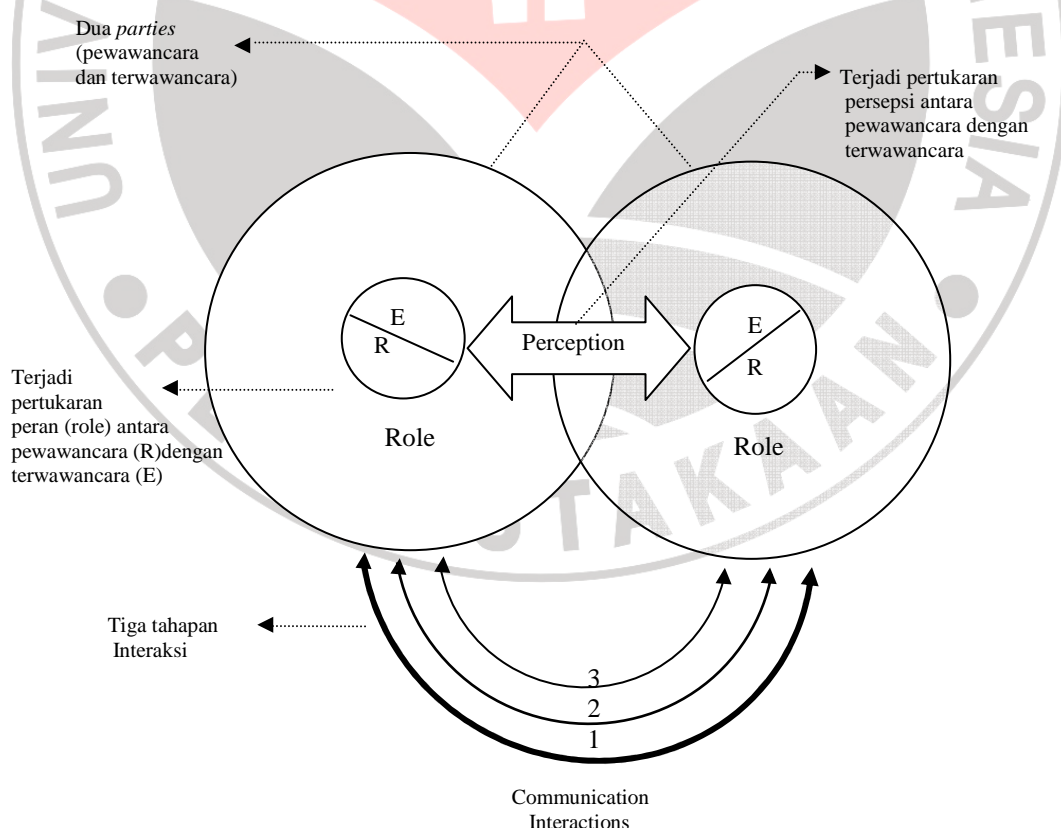 Dua parties
(pewawancara
dan terwawancara)
Terjadi pertukaran
persepsi antara
pewawancara dengan
terwawancara
E
R
Perception
E
R
Role
Role
Terjadi
pertukaran
peran (role) antara
pewawancara (R)dengan
terwawancara (E)
Tiga tahapan
Interaksi
3
2
1
Communication
Interactions